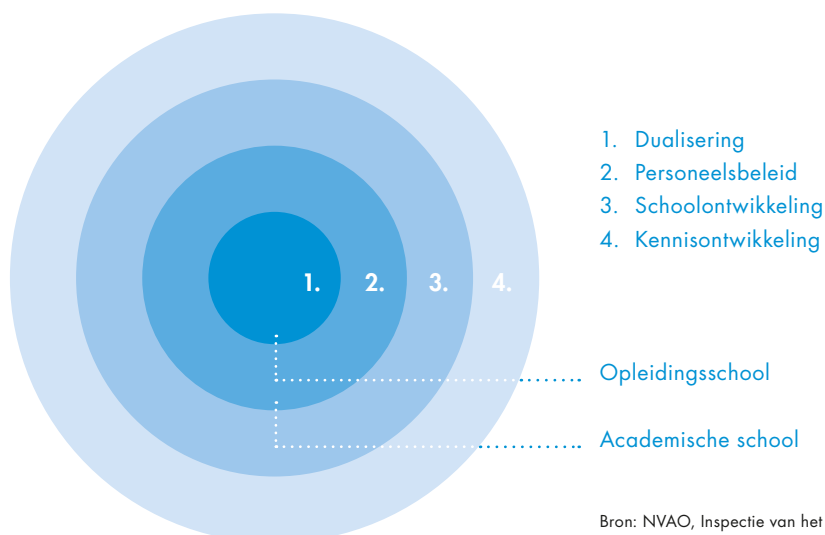 1. Dualisering
2. Personeelsbeleid
3. Schoolontwikkeling
4. Kennisontwikkeling
1. 2. 3. 4.
Opleidingsschool
Academische school
Bron: NVAO, Inspectie van het